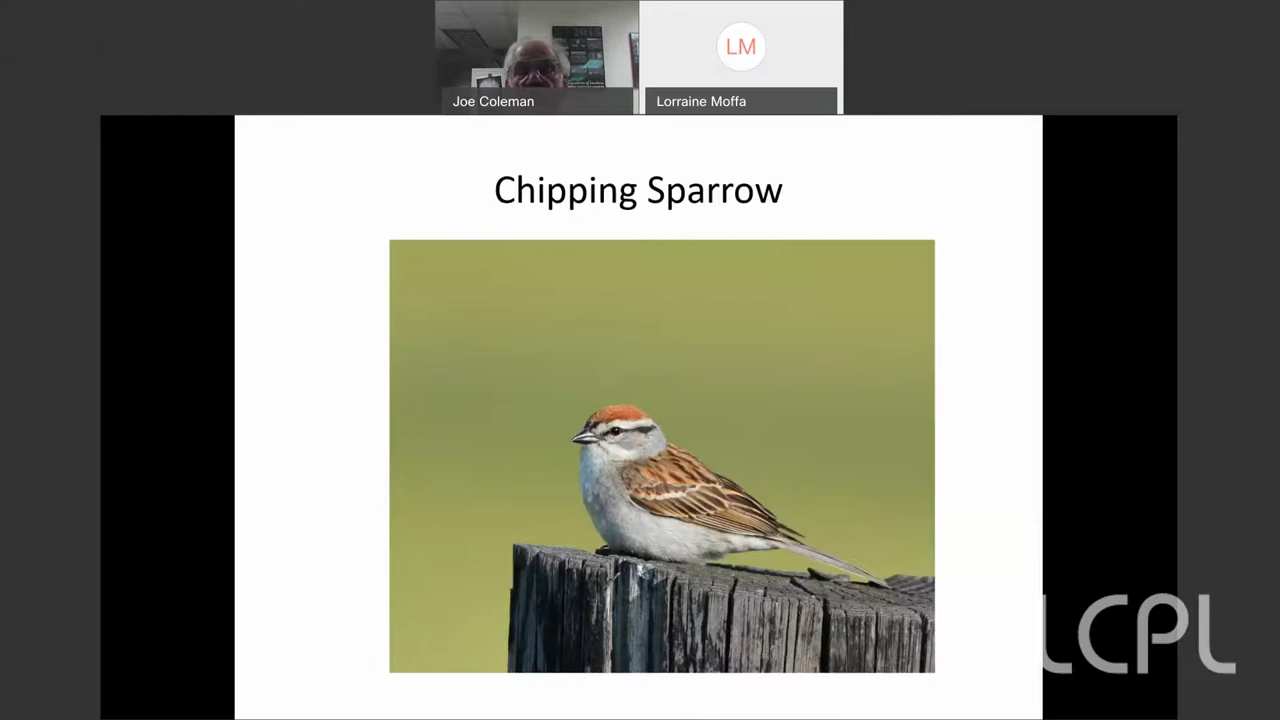 LM
Joe Coleman
Lorraine Moffa
Chipping Sparrow
LCPL